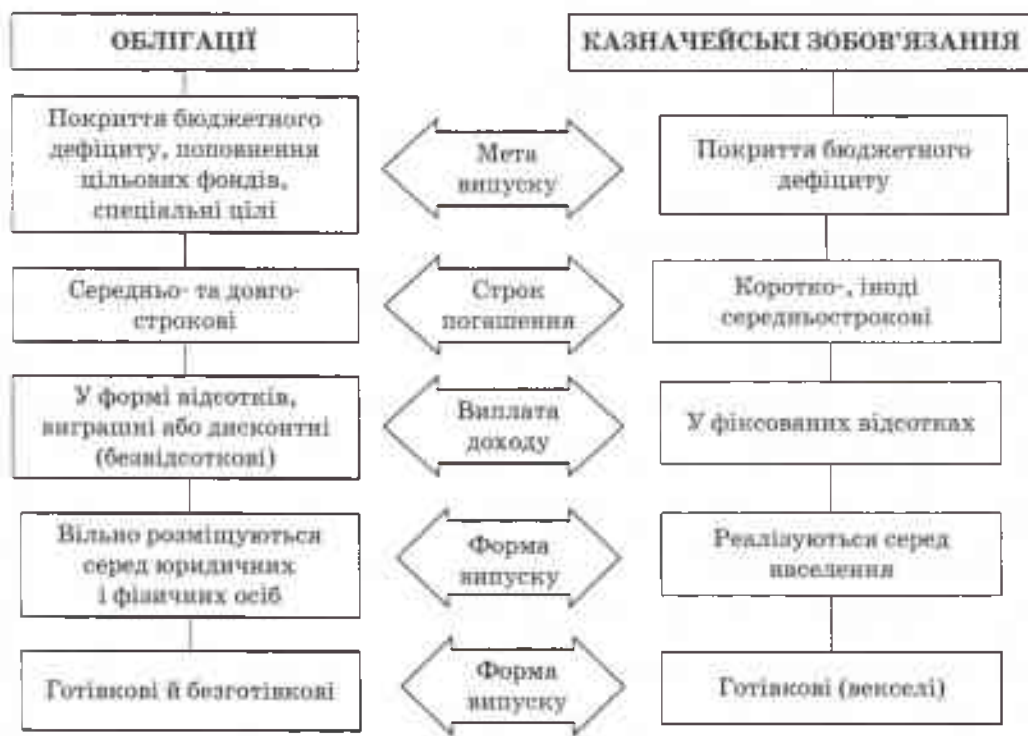 ОБЛІГАЦІЇ
КАЗНАЧЕЙСЬКІ ЗОБОВ'ЯЗАННЯ
Покриття бюджетного
дефіциту, поповнення
цільових фондів,
спеціальні цілі
Мета
випуску
Покриття бюджетного
дефіциту
Середньо- та довго-
строкові
Строк
погашення
Коротко-, іноді
середньострокові
У формі відсотків,
виграшні або дисконтні
(безвідсоткові)
Виплата
доходу
У фіксованих відсотках
Вільно розміщуються
серед юридичних
і фізичних осіб
Форма
випуску
Реалізуються серед
населення
Готівкові й безготівкові
Форма
випуску
Готівкові (векселі)